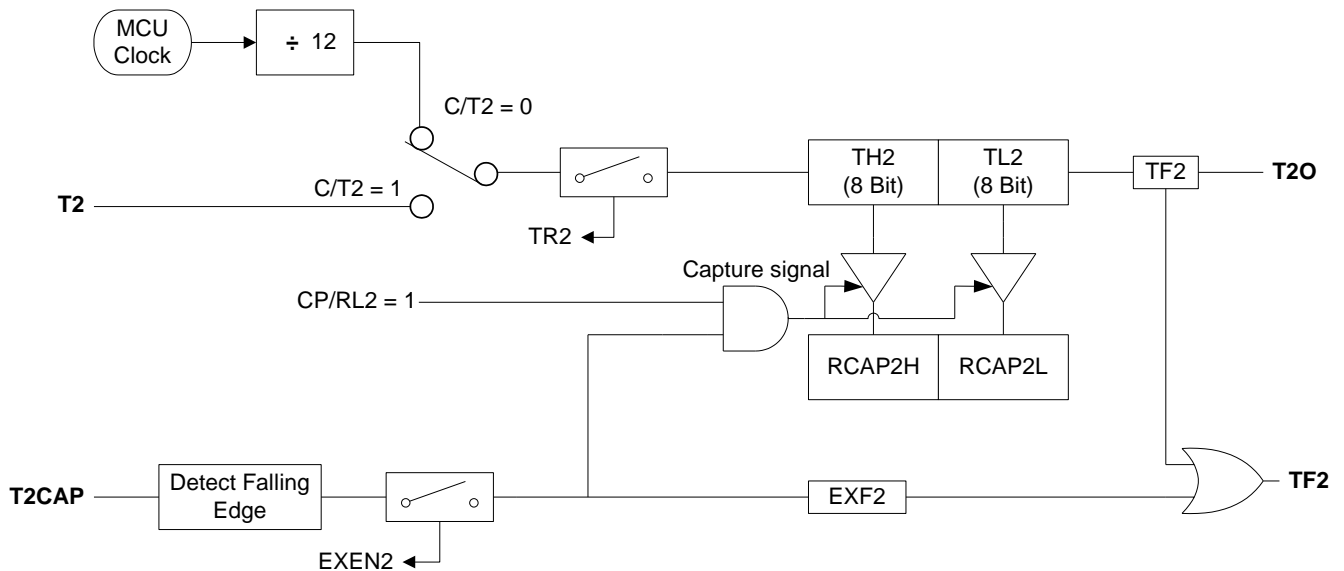 MCU
Clock
÷ 12
C/T2 = 0
C/T2 = 1
T2
TR2
TH2
(8 Bit)
TL2
(8 Bit)
TF2
T2O
Capture signal
CP/RL2 = 1
RCAP2H
RCAP2L
T2CAP
Detect Falling
Edge
EXEN2
EXF2
TF2